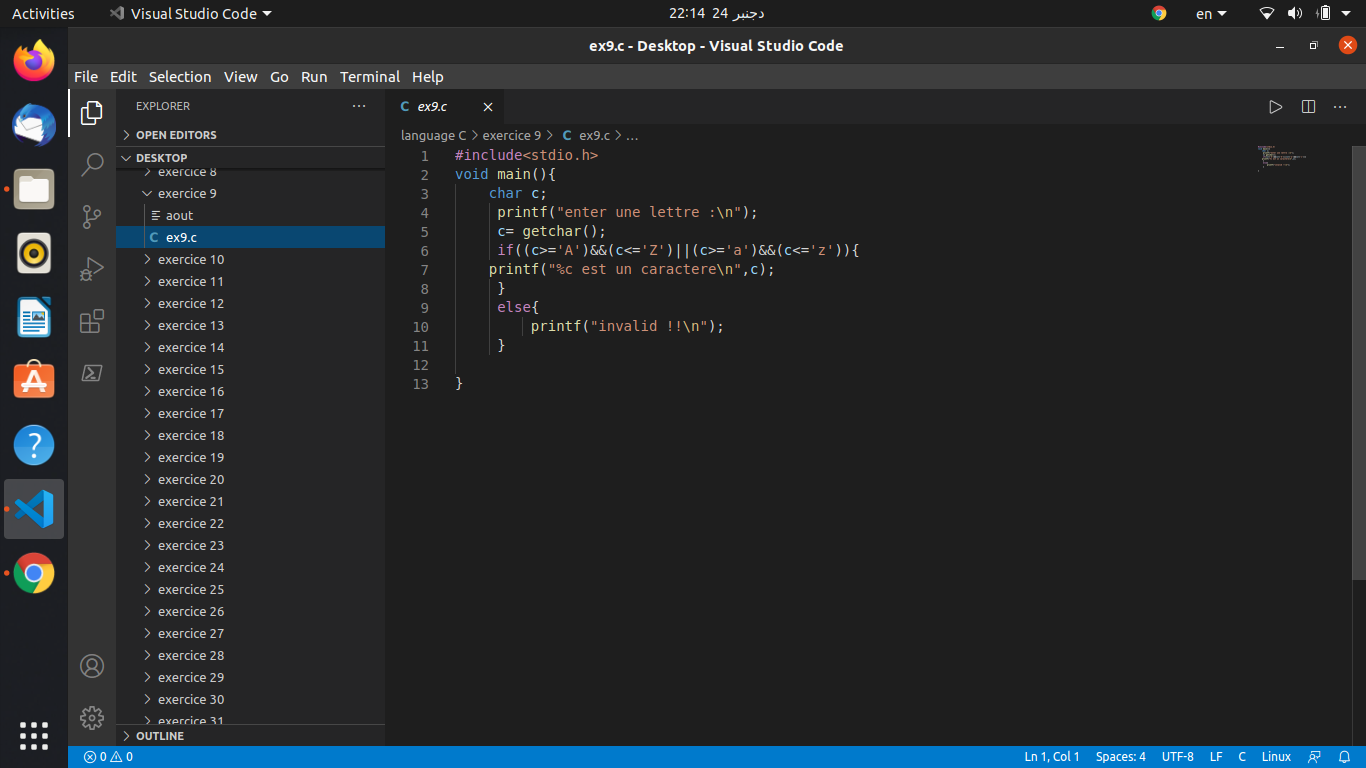 Activities
Visual Studio Code
22:14 24 دجنبر
en
ex9.c - Desktop - Visual Studio Code
File Edit Selection View Go Run Terminal Help
EXPLORER
OPEN EDITORS
DESKTOP
exercice 8
exercice 9
aout
C ex9.c
exercice 10
exercice 11
exercice 12
exercice 13
exercice 14
exercice 15
exercice 16
exercice 17
exercice 18
exercice 19
exercice 20
exercice 21
exercice 22
exercice 23
exercice 24
exercice 25
exercice 26
exercice 27
exercice 28
exercice 29
exercice 30
exercice 31
OUTLINE
C ex9.c
language C > exercice 9 > C ex9.c > ...
1 #include<stdio.h>
2 void main(){
3 char c;
4 printf("enter une lettre :\n");
5 c= getchar();
6 if((c>='A')&&(c<='Z')||(c>='a')&&(c<='z')){
7 printf("%c est un caractere\n",c);
8 }
9 else{
10 printf("invalid !!\n");
11 }
12
13 }
0 0
Ln 1, Col 1 Spaces: 4 UTF-8 LF C Linux